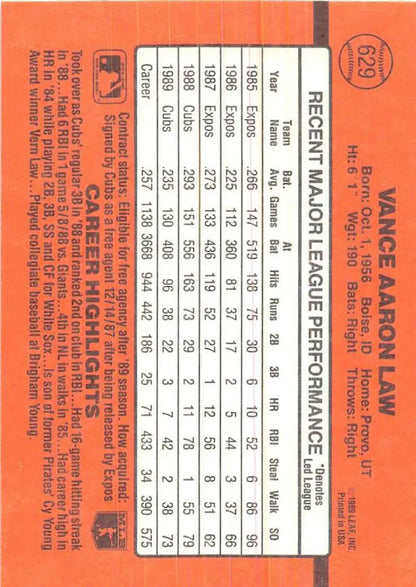 629
VANCE AARON LAW
Born: Oct. 1, 1956 Boise, ID Home: Provo, UT
Ht: 6'1" Wgt: 190 Bats: Right Throws: Right
©1989 LEAF, INC.
Printed in USA
RECENT MAJOR LEAGUE PERFORMANCE *Denotes Led League
Team Bat. At
Year Name Avg. Games Bat Hits Runs 2B 3B HR RBI Steal Walk SO
1985 Expos .266 147 519 138 75 30 6 10 52 6 86 96
1986 Expos .225 112 360 81 37 17 2 5 44 3 37 66
1987 Expos .273 133 436 119 52 27 1 12 56 8 51 62
1988 Cubs .293 151 556 163 73 29 2 11 78 1 55 79
1989 Cubs .235 130 408 96 38 22 3 7 42 2 38 73
Career .257 1138 3668 944 442 186 25 71 433 34 390 575
Contract status: Eligible for free agency after '89 season. How acquired:
Signed by Cubs as a free agent 12/14/87 after being released by Expos
CAREER HIGHLIGHTS
MLB
Took over as Cubs' regular 3B in '88 and ranked 2nd on club in RBI... Had 16-game hitting streak
in '88... Had 6 RBI in 1 game 5/8/88 vs. Giants... 4th in NL in walks in '85... Had career high in
HR in '84 while playing 2B, 3B, SS and CF for White Sox... Is son of former Pirates' Cy Young
Award winner Vern Law... Played collegiate baseball at Brigham Young.